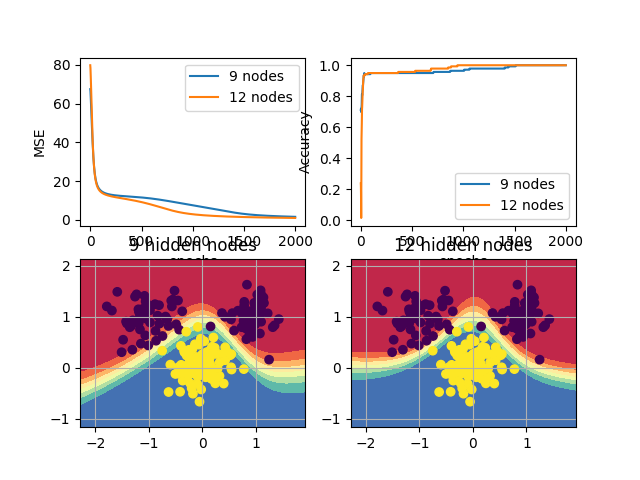 80
60
40
20
0
MSE
9 nodes
12 nodes
0 500 1000 1500 2000
epochs
1.0
0.8
0.6
0.4
0.2
0.0
Accuracy
9 nodes
12 nodes
0 500 1000 1500 2000
epochs
9 hidden nodes
2
1
0
−1
−2 −1 0 1
12 hidden nodes
2
1
0
−1
−2 −1 0 1